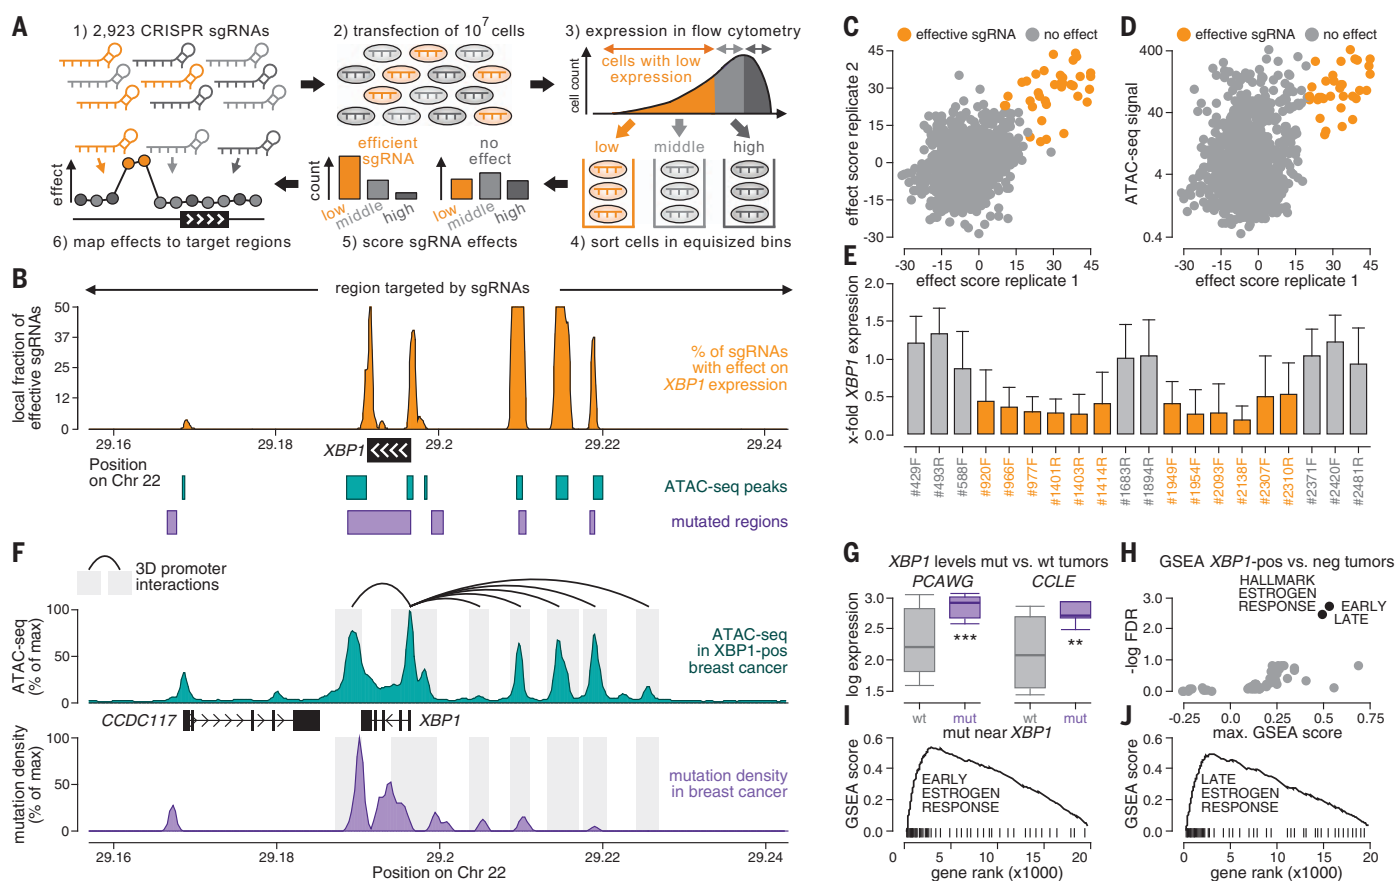 A
1) 2,923 CRISPR sgRNAs
2) transfection of 10⁷ cells
3) expression in flow cytometry
cells with low
expression
cell count
low
middle
high
4) sort cells in equisized bins
efficient
sgRNA
no
effect
count
low
middle
high
low
middle
high
5) score sgRNA effects
effect
6) map effects to target regions
B
region targeted by sgRNAs
local fraction of
effective sgRNAs
50
37
25
12
0
% of sgRNAs
with effect on
XBP1 expression
29.16
29.18
29.2
29.22
29.24
XBP1
Position
on Chr 22
ATAC-seq peaks
mutated regions
C
effective sgRNA
no effect
effect score replicate 2
45
30
15
0
-15
-30
-30
-15
0
15
30
45
effect score replicate 1
D
effective sgRNA
no effect
ATAC-seq signal
400
40
4
0.4
-30
-15
0
15
30
45
effect score replicate 1
E
x-fold XBP1 expression
2.0
1.5
1.0
0.5
0.0
#429F
#493R
#588F
#920F
#966F
#977F
#1401R
#1403R
#1414R
#1683R
#1894R
#1949F
#1954F
#2093F
#2138F
#2307F
#2310R
#2371F
#2420F
#2481R
F
3D promoter
interactions
ATAC-seq
(% of max)
100
50
0
ATAC-seq
in XBP1-pos
breast cancer
CCDC117
XBP1
mutation density
(% of max)
100
50
0
mutation density
in breast cancer
29.16
29.18
29.2
29.22
29.24
Position on Chr 22
G
XBP1 levels mut vs. wt tumors
PCAWG
CCLE
log expression
3.0
2.5
2.0
1.5
***
**
wt
mut
wt
mut
mut near XBP1
H
GSEA XBP1-pos vs. neg tumors
HALLMARK
ESTROGEN
RESPONSE
EARLY
LATE
-log FDR
3.0
2.0
1.0
0.0
-0.25
0.0
0.25
0.5
0.75
max. GSEA score
I
GSEA score
0.6
0.4
0.2
0.0
EARLY
ESTROGEN
RESPONSE
0
5
10
15
20
gene rank (x1000)
J
GSEA score
0.6
0.4
0.2
0.0
LATE
ESTROGEN
RESPONSE
0
5
10
15
20
gene rank (x1000)